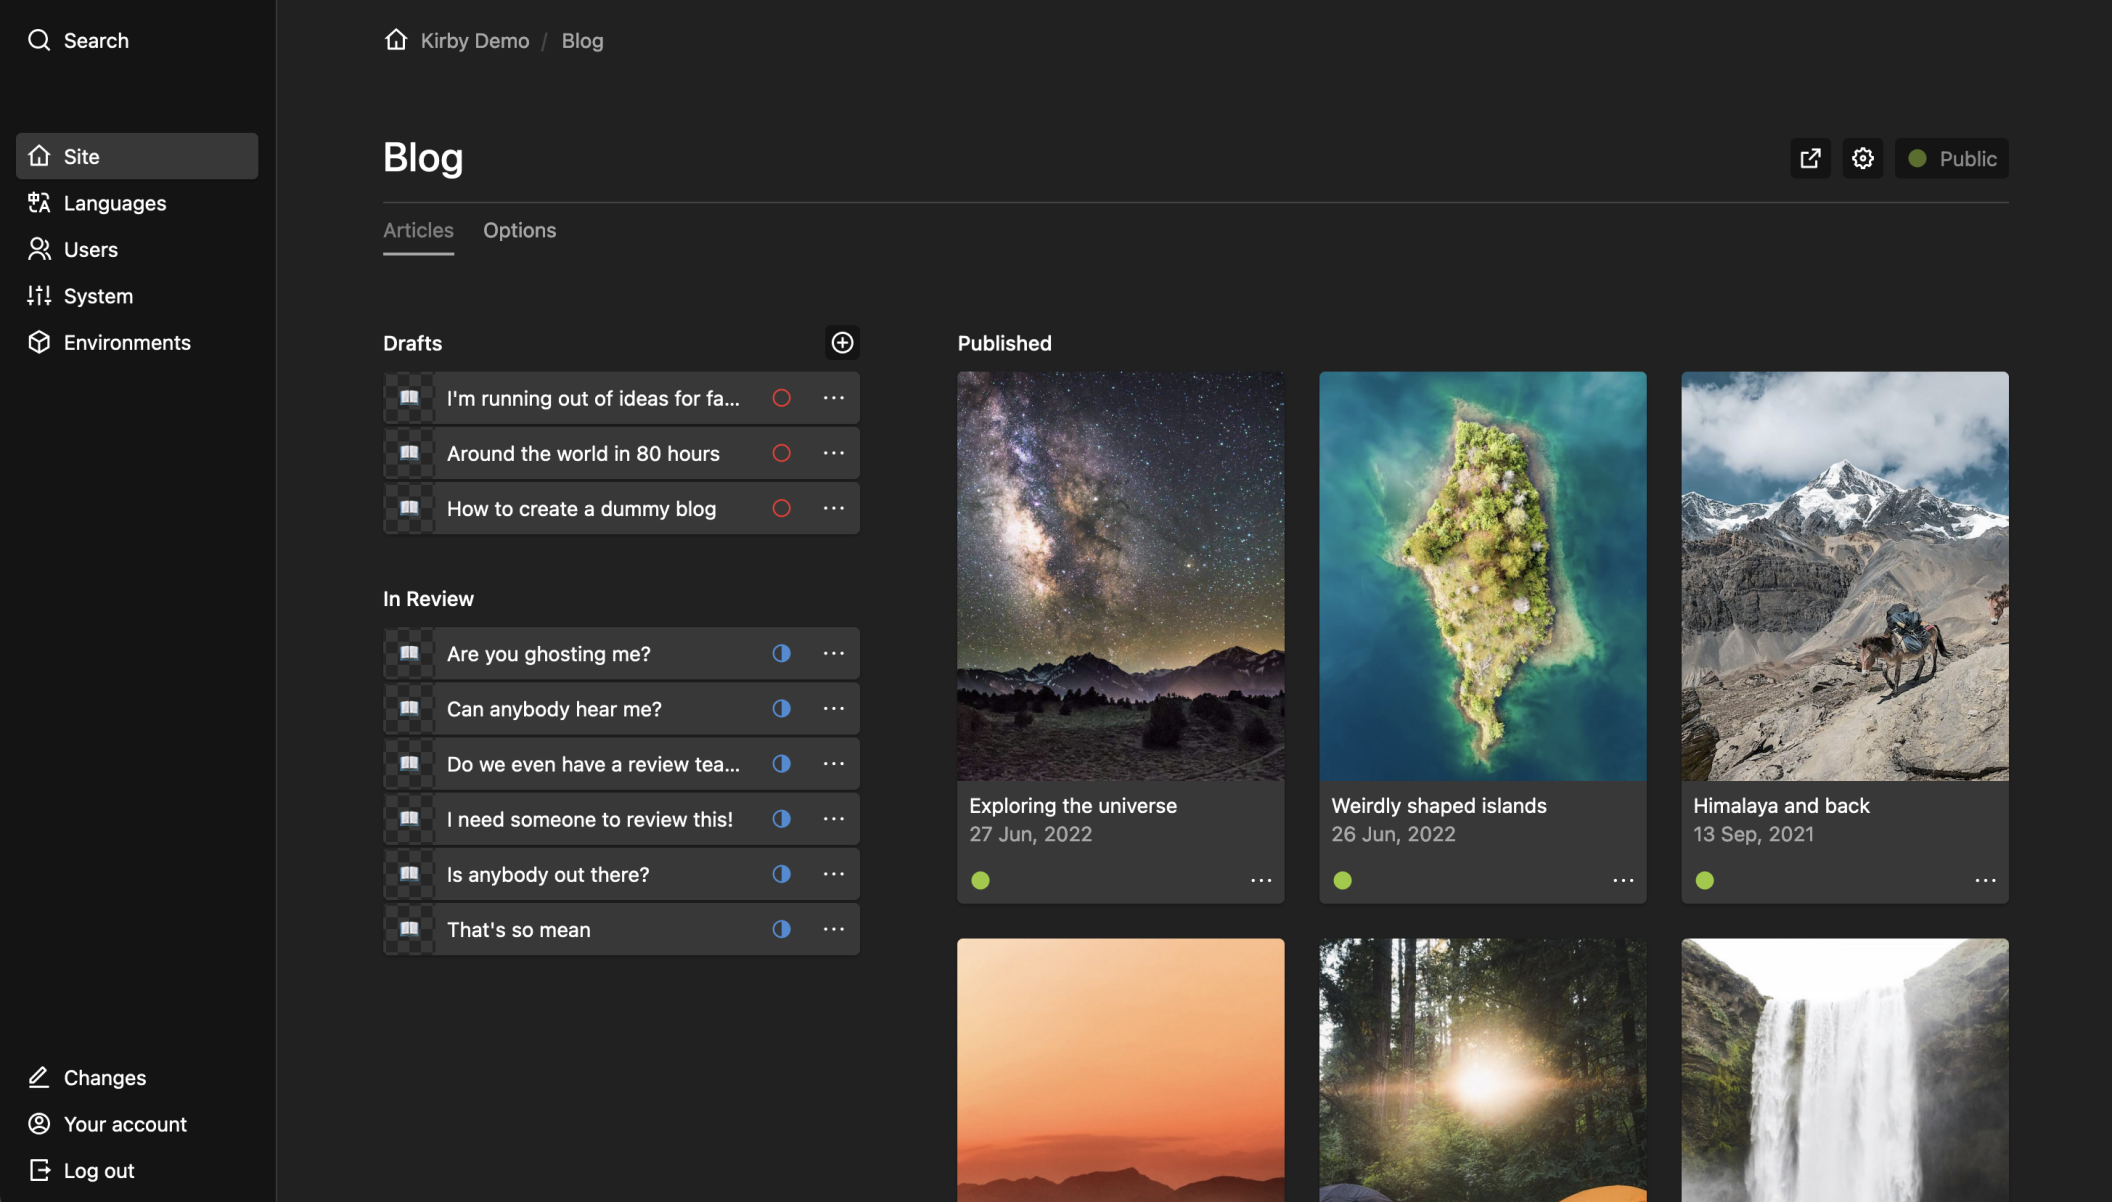 Search
Site
Languages
Users
System
Environments
Changes
Your account
Log out
Kirby Demo / Blog
Blog
Public
Articles
Options
Drafts
I'm running out of ideas for fa...
Around the world in 80 hours
How to create a dummy blog
In Review
Are you ghosting me?
Can anybody hear me?
Do we even have a review tea...
I need someone to review this!
Is anybody out there?
That's so mean
Published
Exploring the universe
27 Jun, 2022
Weirdly shaped islands
26 Jun, 2022
Himalaya and back
13 Sep, 2021